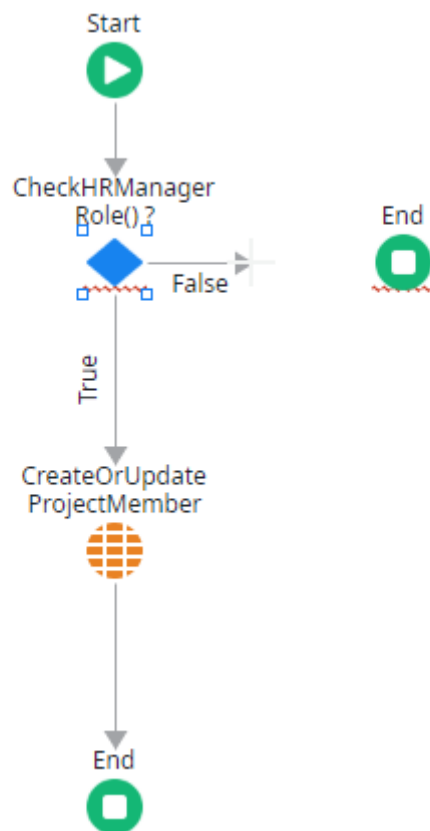 Start
CheckHRManager
Role() ?
End
False
True
CreateOrUpdate
ProjectMember
End